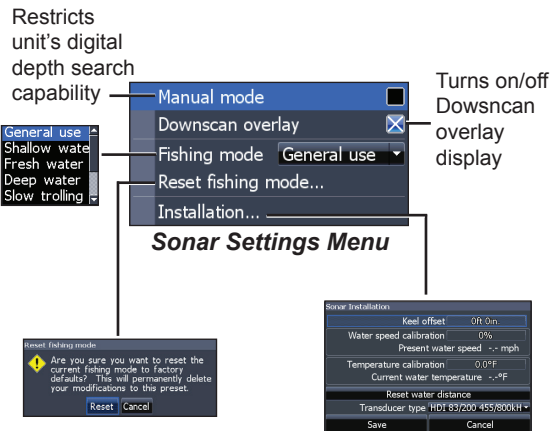 Restricts
unit's digital
depth search
capability
Manual mode
Downscan overlay
Fishing mode General use
Reset fishing mode...
Installation...
Turns on/off
Dowsncan
overlay
display
General use
Shallow wate
Fresh water
Deep water
Slow trolling
Sonar Settings Menu
Reset fishing mode
Are you sure you want to reset the
current fishing mode to factory
defaults? This will permanently delete
your modifications to this preset.
Reset Cancel
Sonar Installation
Keel offset 0ft 0in.
Water speed calibration 0%
Present water speed -.- mph
Temperature calibration 0.0°F
Current water temperature -.-°F
Reset water distance
Transducer type HDI 83/200 455/800kH
Save Cancel